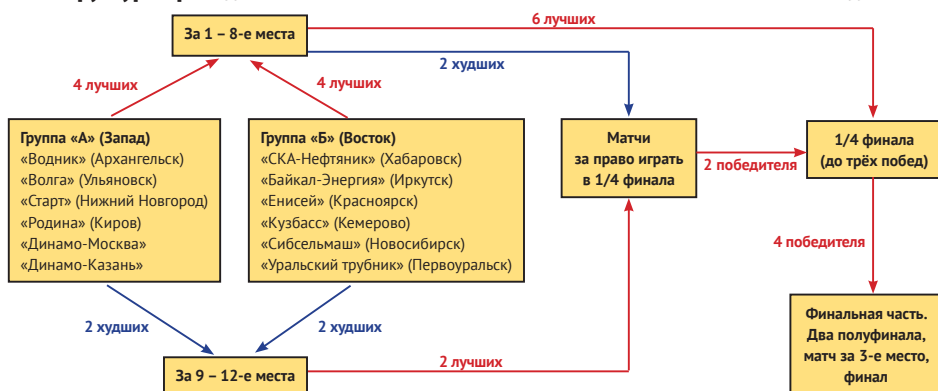 За 1 – 8-е места
6 лучших
2 худших
4 лучших
4 лучших
Группа «А» (Запад)
«Водник» (Архангельск)
«Волга» (Ульяновск)
«Старт» (Нижний Новгород)
«Родина» (Киров)
«Динамо-Москва»
«Динамо-Казань»
Группа «Б» (Восток)
«СКА-Нефтяник» (Хабаровск)
«Байкал-Энергия» (Иркутск)
«Енисей» (Красноярск)
«Кузбасс» (Кемерово)
«Сибсельмаш» (Новосибирск)
«Уральский трубник» (Первоуральск)
Матчи
за право играть
в 1/4 финала
2 победителя
1/4 финала
(до трёх побед)
4 победителя
2 худших
2 худших
За 9 – 12-е места
2 лучших
Финальная часть.
Два полуфинала,
матч за 3-е место,
финал